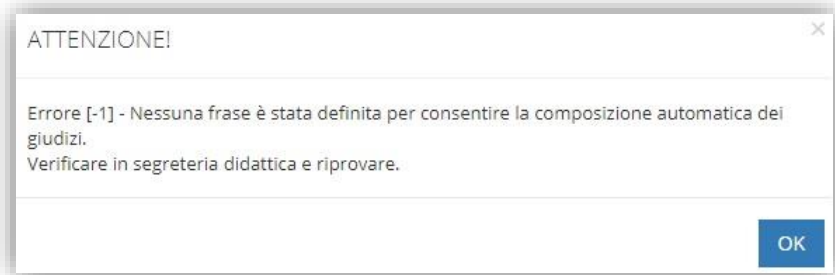 ATTENZIONE!
×
Errore [-1] - Nessuna frase è stata definita per consentire la composizione automatica dei
giudizi.
Verificare in segreteria didattica e riprovare.
OK